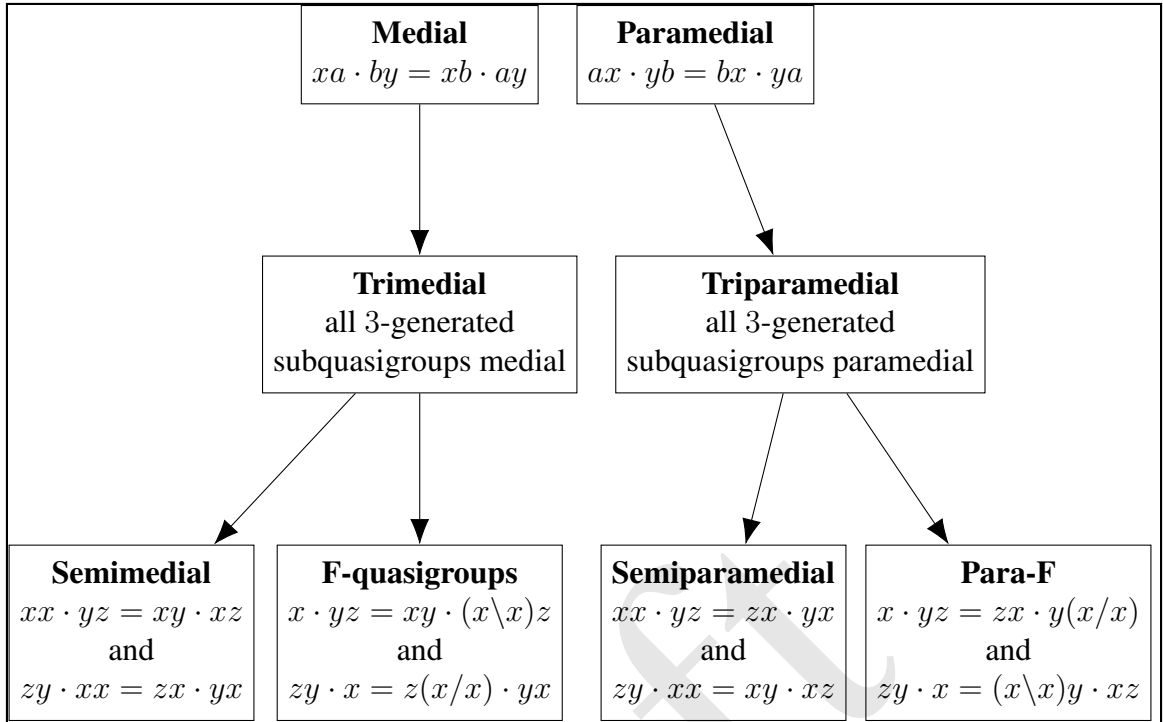 Medial
xa · by = xb · ay
Paramedial
ax · yb = bx · ya
Trimedial
all 3-generated
subquasigroups medial
Triparamedial
all 3-generated
subquasigroups paramedial
Semimedial
xx · yz = xy · xz
and
zy · xx = zx · yx
F-quasigroups
x · yz = xy · (x\x)z
and
zy · x = z(x/x) · yx
Semiparamedial
xx · yz = zx · yx
and
zy · xx = xy · xz
Para-F
x · yz = zx · y(x/x)
and
zy · x = (x\x)y · xz
ft